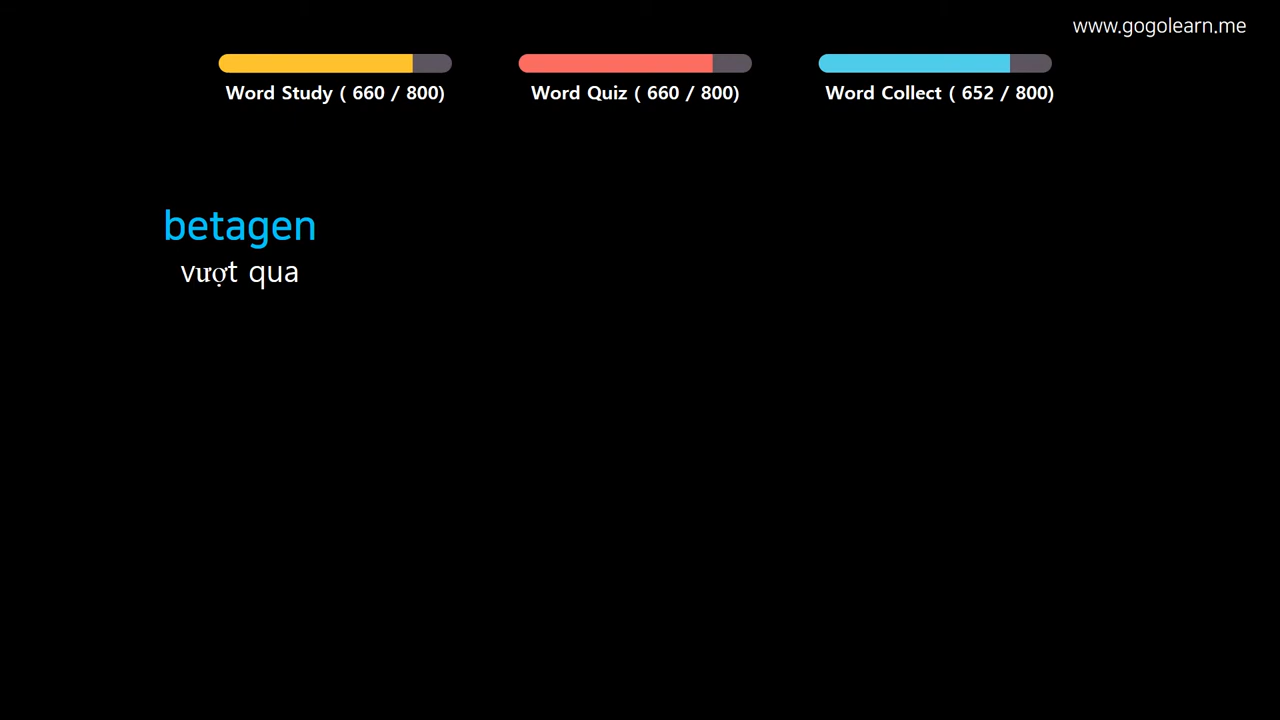 www.gogolearn.me
Word Study ( 660 / 800)
Word Quiz ( 660 / 800)
Word Collect ( 652 / 800)
betagen
vượt qua